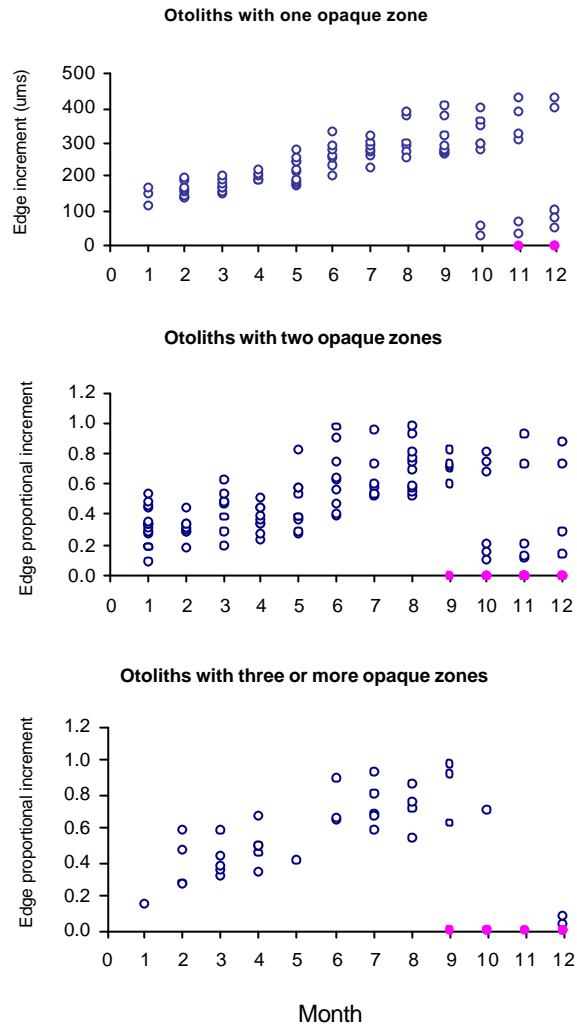 Otoliths with one opaque zone
Edge increment (ums)
500
400
300
200
100
0
0 1 2 3 4 5 6 7 8 9 10 11 12
Otoliths with two opaque zones
Edge proportional increment
1.2
1.0
0.8
0.6
0.4
0.2
0.0
0 1 2 3 4 5 6 7 8 9 10 11 12
Otoliths with three or more opaque zones
Edge proportional increment
1.2
1.0
0.8
0.6
0.4
0.2
0.0
0 1 2 3 4 5 6 7 8 9 10 11 12
Month